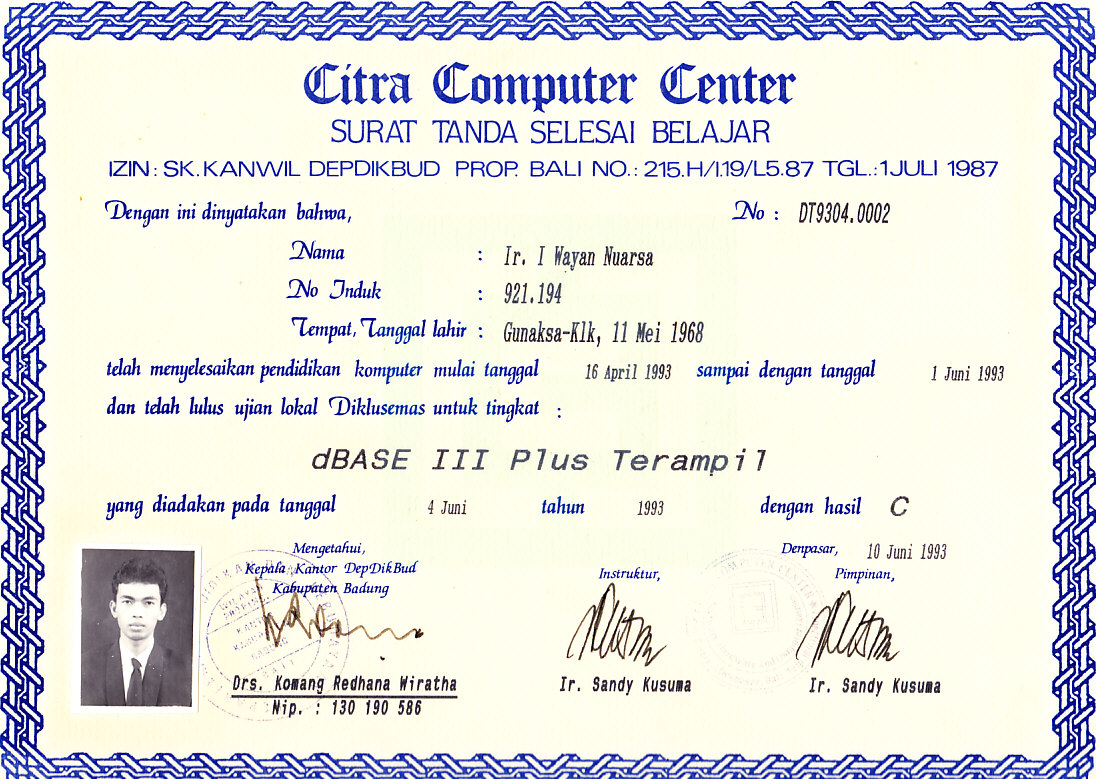 Citra Computer Center
SURAT TANDA SELESAI BELAJAR
IZIN: SK. KANWIL DEPDIKBUD PROP. BALI NO.: 215.H/I.19/L5.87 TGL.: 1 JULI 1987
Dengan ini dinyatakan bahwa, No : DT9304.0002
Nama : Ir. I Wayan Nuarsa
No Induk : 921.194
Tempat, Tanggal lahir : Gunaksa-Klk, 11 Mei 1968
telah menyelesaikan pendidikan komputer mulai tanggal 16 April 1993 sampai dengan tanggal 1 Juni 1993
dan telah lulus ujian lokal Diklusemas untuk tingkat :
dBASE III Plus Terampil
yang diadakan pada tanggal 4 Juni tahun 1993 dengan hasil C
Mengetahui, Denpasar, 10 Juni 1993
Kepala Kantor DepDikBud Instruktur, Pimpinan,
Kabupaten Badung
Drs. Komang Redhana Wiratha Ir. Sandy Kusuma Ir. Sandy Kusuma
Nip. : 130 190 586